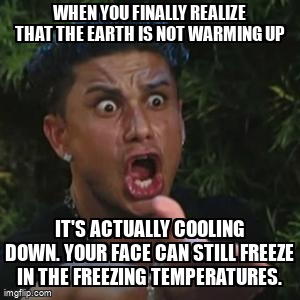 WHEN YOU FINALLY REALIZE
THAT THE EARTH IS NOT WARMING UP
IT'S ACTUALLY COOLING
DOWN. YOUR FACE CAN STILL FREEZE
IN THE FREEZING TEMPERATURES.
imgflip.com